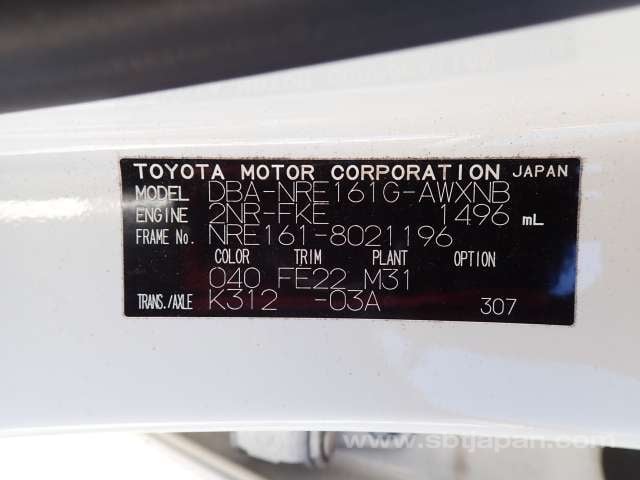 TOYOTA MOTOR CORPORATION JAPAN
MODEL DBA-NRE161G-AWXNB
ENGINE 2NR-FKE 1496 mL
FRAME No. NRE161-8021196
COLOR TRIM PLANT OPTION
040 FE22 M31
TRANS./AXLE K312 -03A 307
www.sbtjapan.com